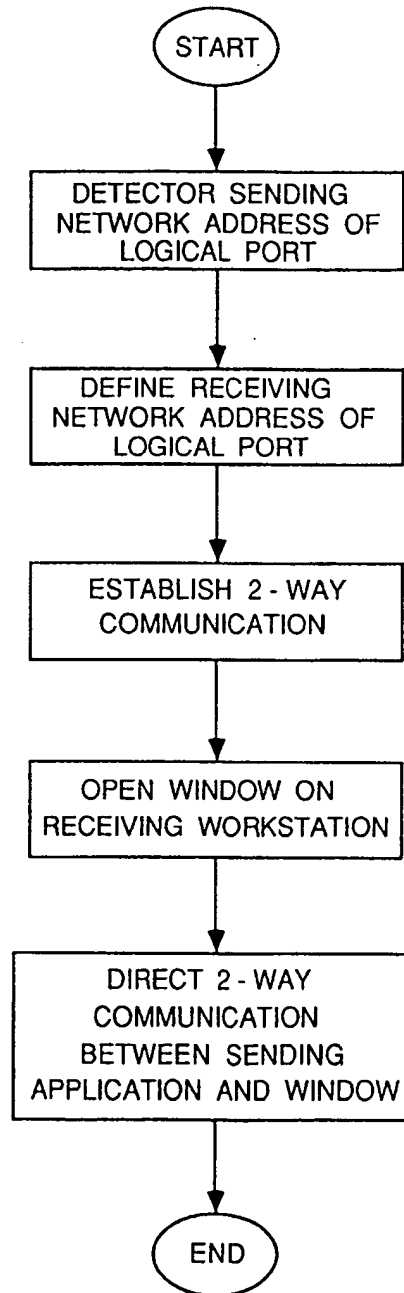 START
DETECTOR SENDING
NETWORK ADDRESS OF
LOGICAL PORT
DEFINE RECEIVING
NETWORK ADDRESS OF
LOGICAL PORT
ESTABLISH 2 - WAY
COMMUNICATION
OPEN WINDOW ON
RECEIVING WORKSTATION
DIRECT 2 - WAY
COMMUNICATION
BETWEEN SENDING
APPLICATION AND WINDOW
END